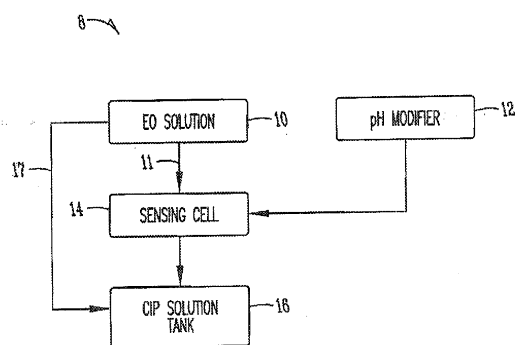 8
EO SOLUTION
10
pH MODIFIER
12
11
17
14
SENSING CELL
CIP SOLUTION
TANK
16